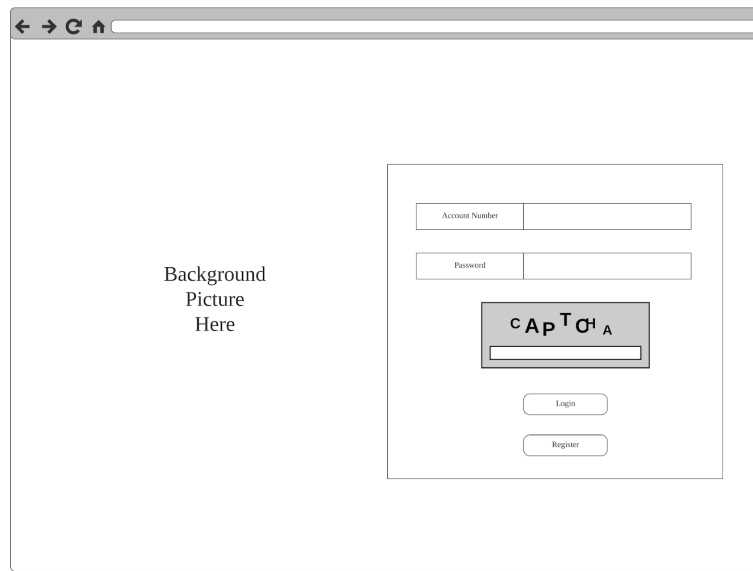 Background
Picture
Here
Account Number
Password
CAPTCHA
Login
Register